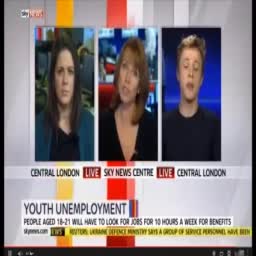 sky NEWS
CENTRAL LONDON LIVE SKY NEWS CENTRE LIVE CENTRAL LONDON
YOUTH UNEMPLOYMENT
PEOPLE AGED 18-21 WILL HAVE TO LOOK FOR JOBS FOR 10 HOURS A WEEK FOR BENEFITS
skynews.com NEWS REUTERS: UKRAINE DEFENCE MINISTRY SAYS A GROUP OF SERVICE PERSONNEL HAVE BEEN